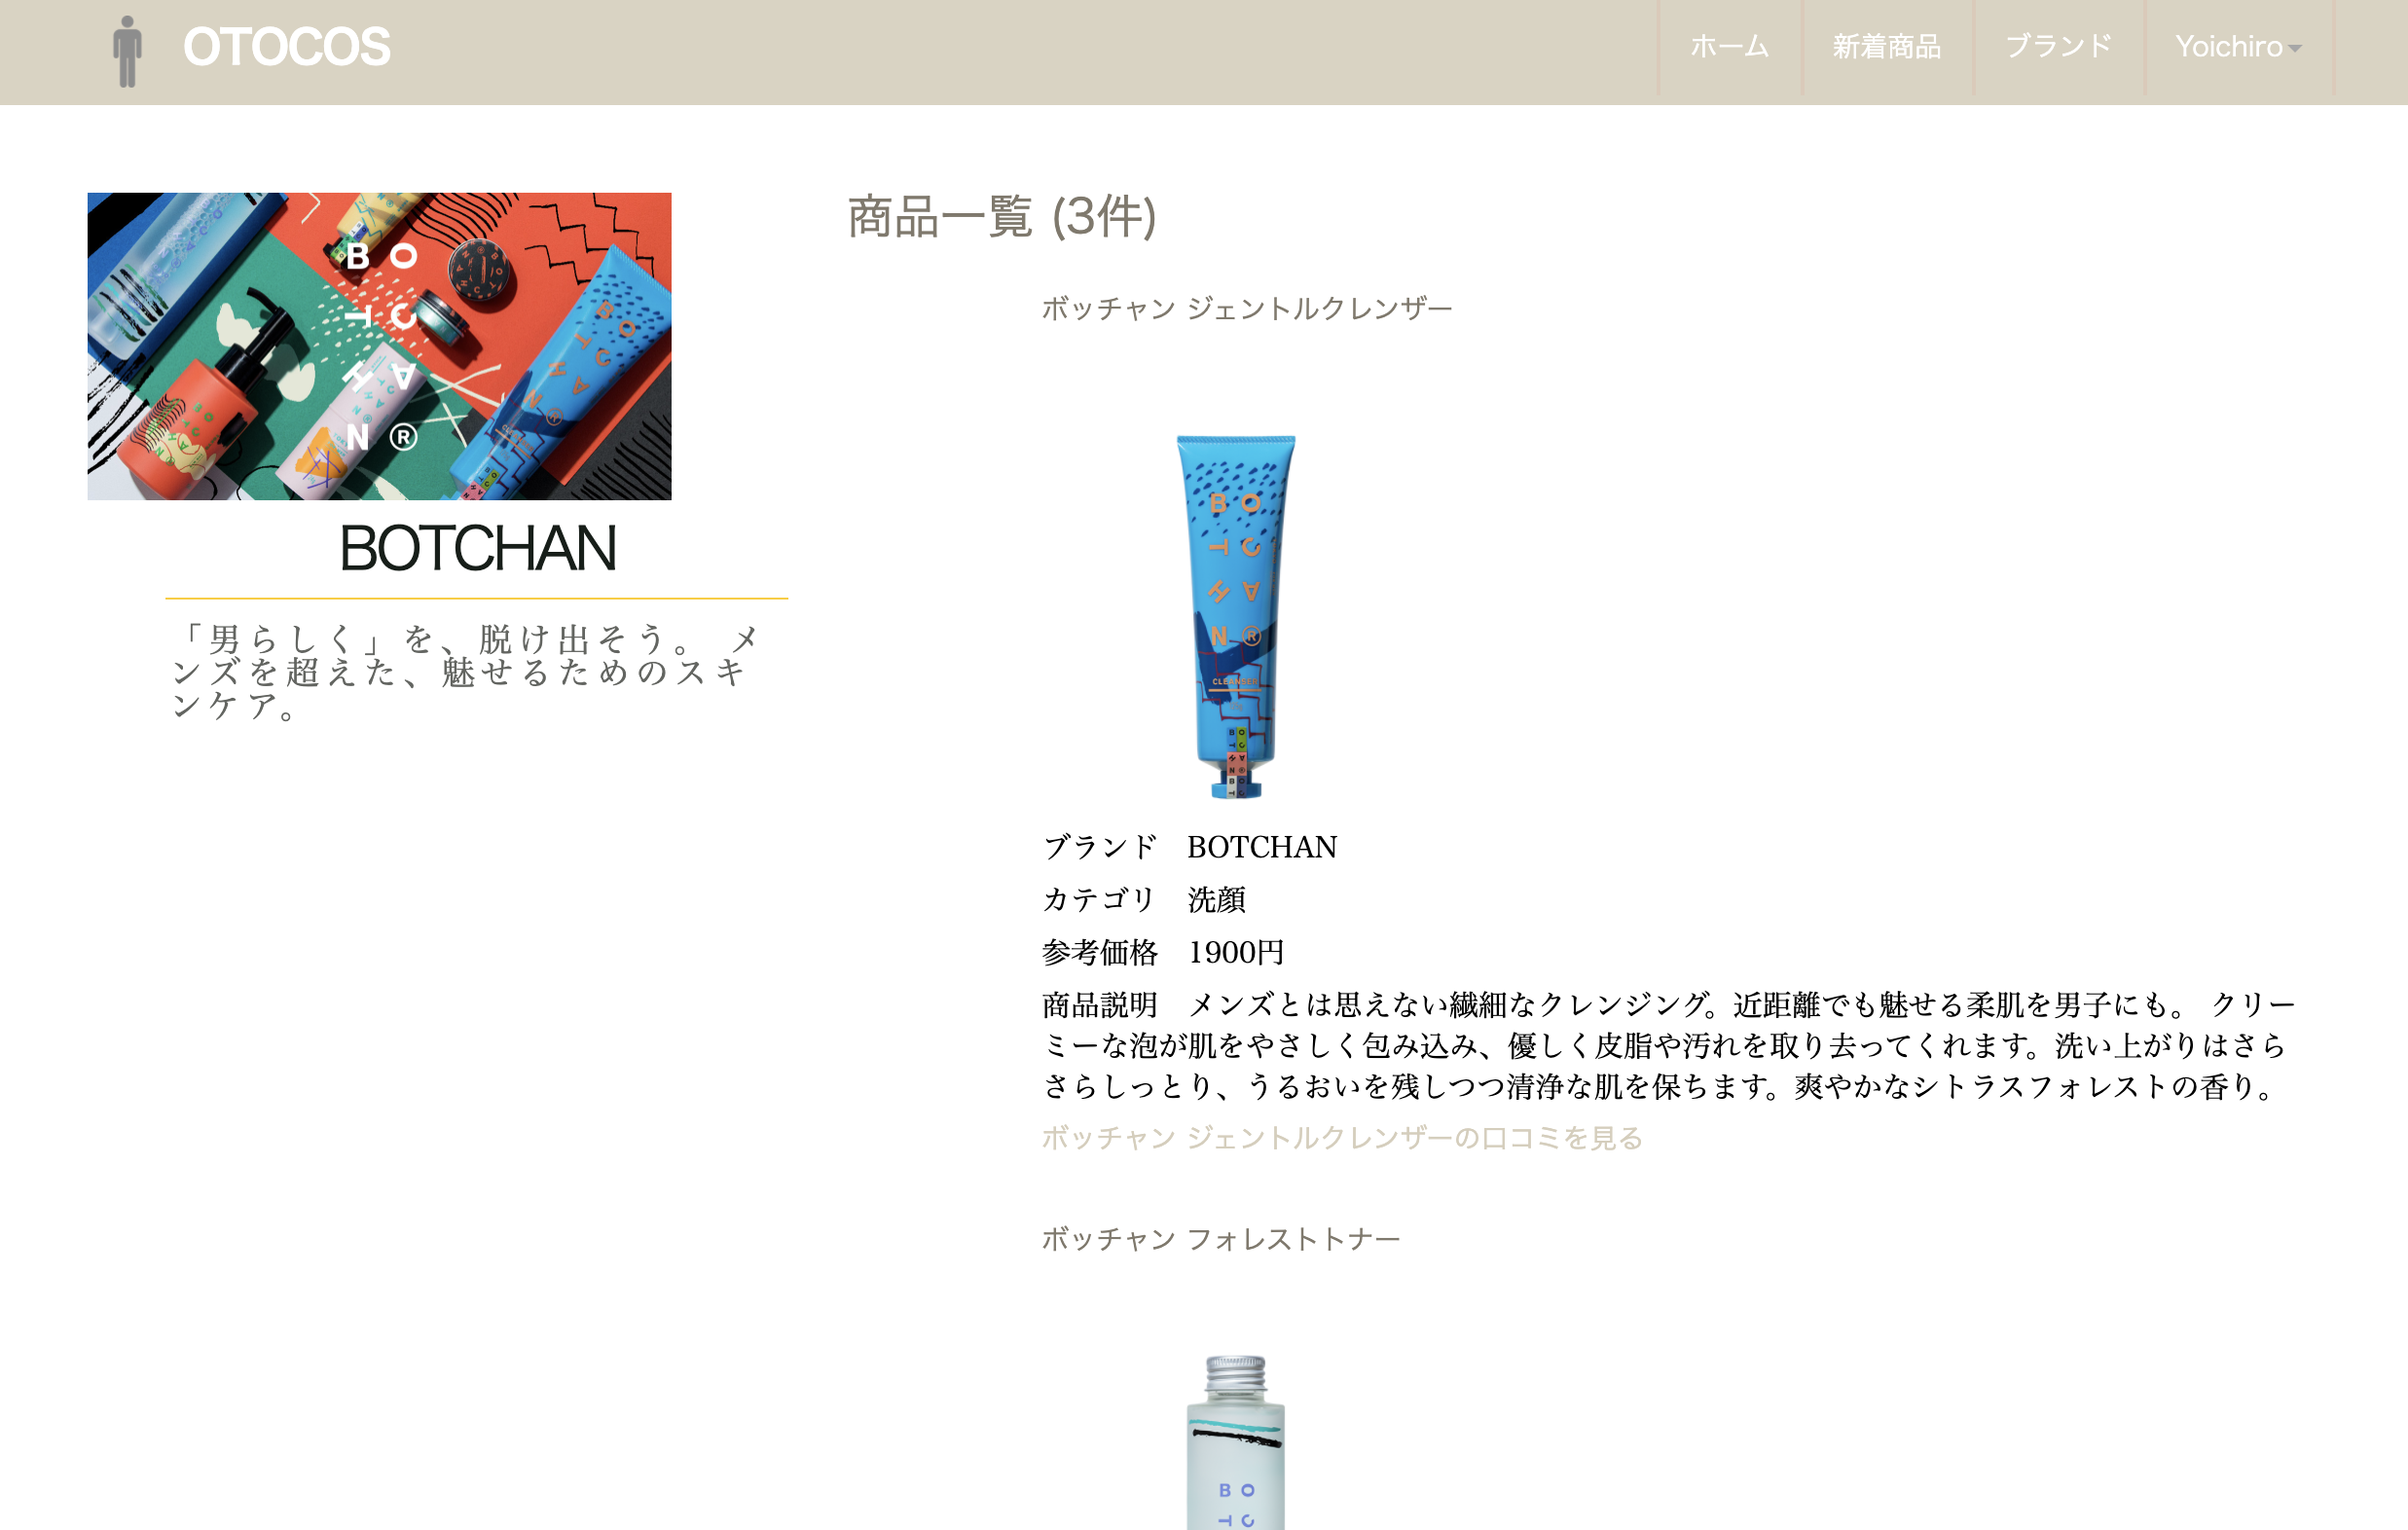 OTOCOS
ホーム
新着商品
ブランド
Yoichiro
BO
TC
HA
N®
BOTCHAN
「男らしく」を、脱け出そう。 メ
ンズを超えた、魅せるためのスキ
ンケア。
商品一覧 (3件)
ボッチャン ジェントルクレンザー
BO
TC
HA
N®
CLEANSER
ブランド　BOTCHAN
カテゴリ　洗顔
参考価格　1900円
商品説明　メンズとは思えない繊細なクレンジング。近距離でも魅せる柔肌を男子にも。 クリー
ミーな泡が肌をやさしく包み込み、優しく皮脂や汚れを取り去ってくれます。洗い上がりはさら
さらしっとり、うるおいを残しつつ清浄な肌を保ちます。爽やかなシトラスフォレストの香り。
ボッチャン ジェントルクレンザーの口コミを見る
ボッチャン フォレストトナー
BO
TC